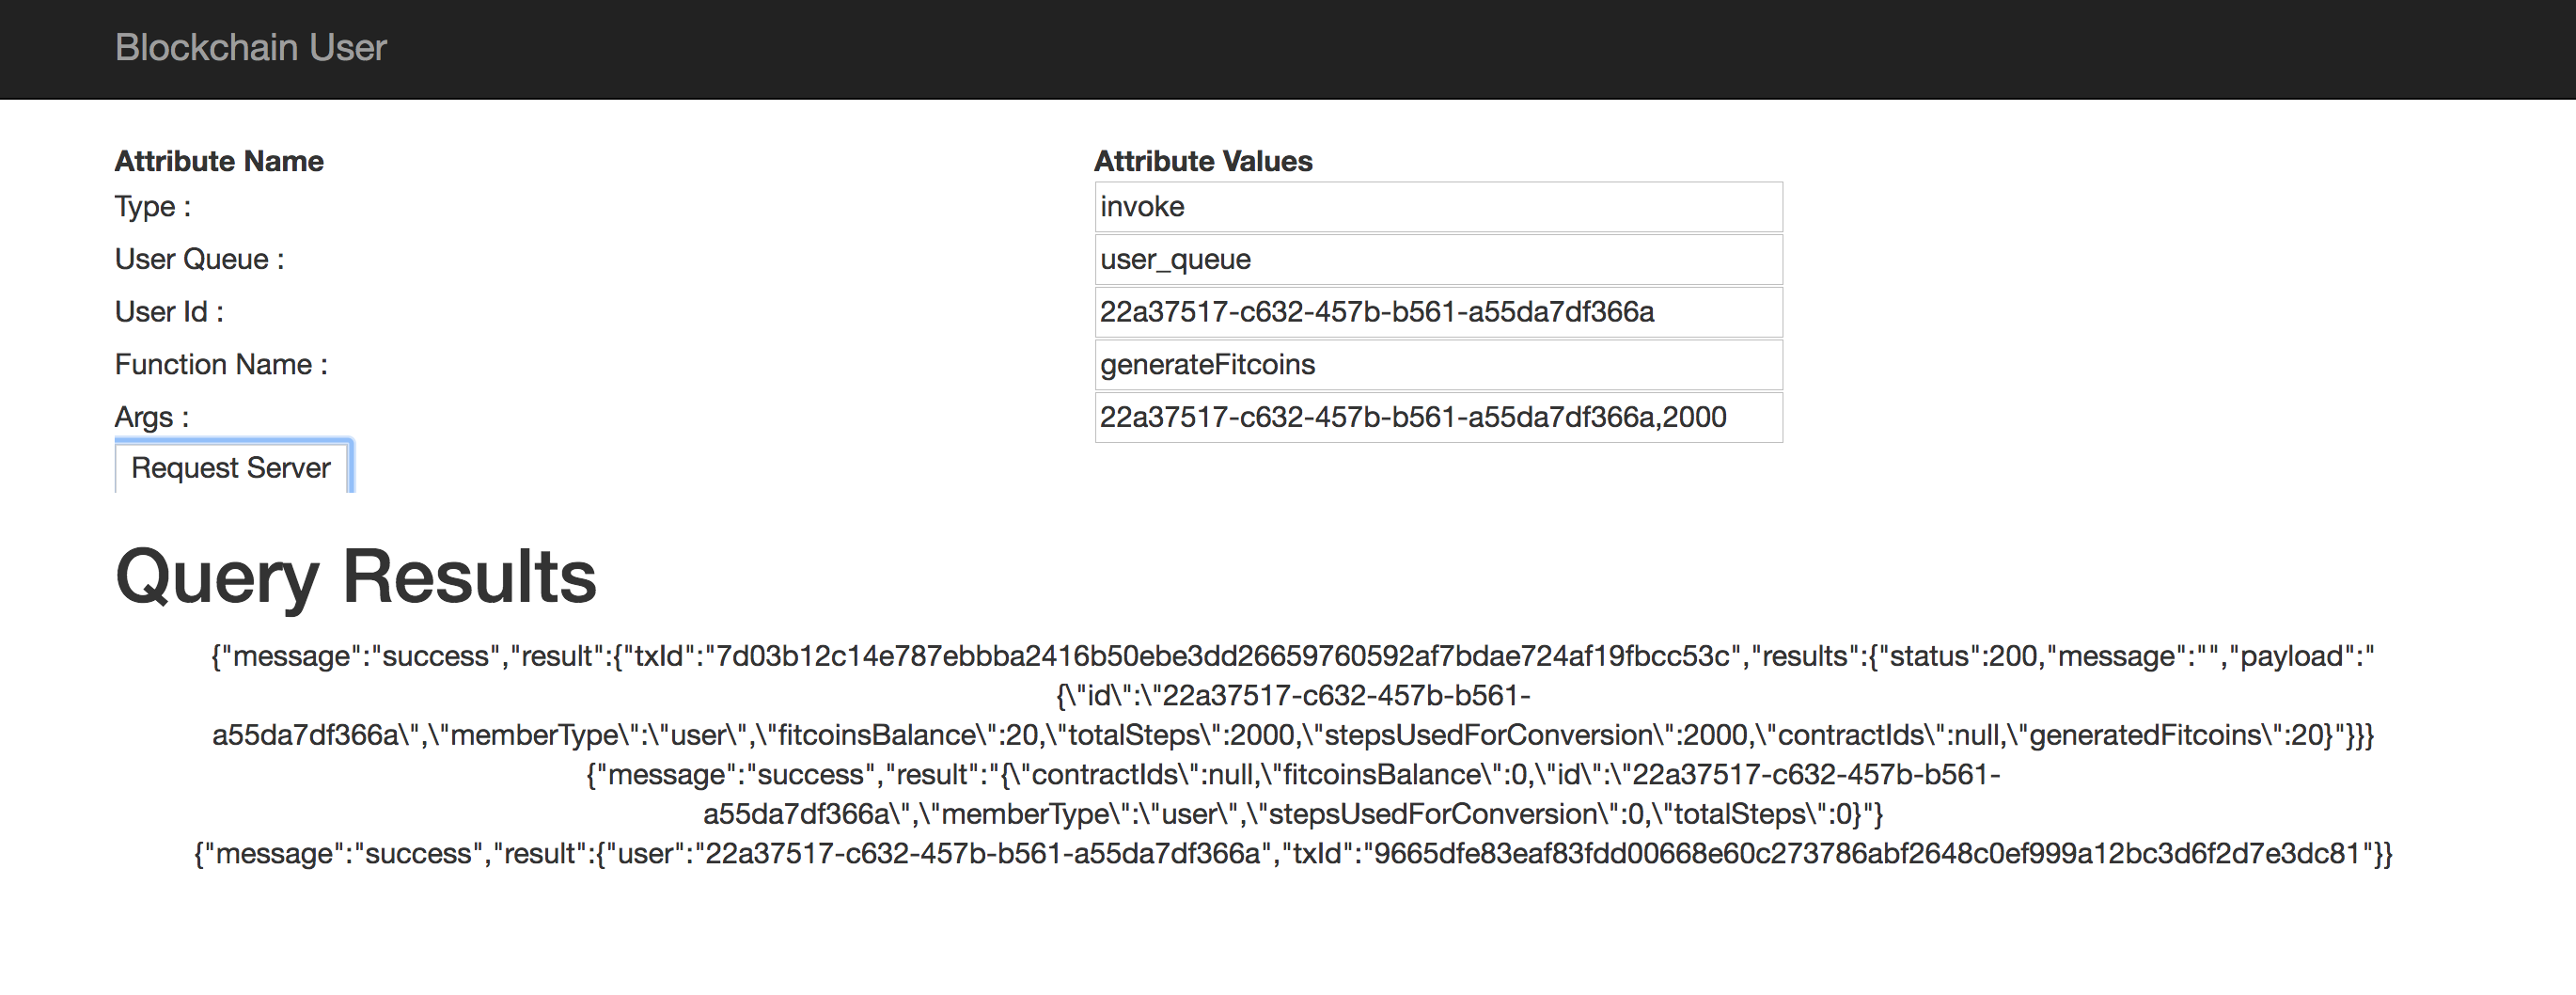 Blockchain User
Attribute Name Attribute Values
Type : invoke
User Queue : user_queue
User Id : 22a37517-c632-457b-b561-a55da7df366a
Function Name : generateFitcoins
Args : 22a37517-c632-457b-b561-a55da7df366a,2000
Request Server
Query Results
{"message":"success","result":{"txId":"7d03b12c14e787ebbba2416b50ebe3dd26659760592af7bdae724af19fbcc53c","results":{"status":200,"message":"","payload":"
{\"id\":\"22a37517-c632-457b-b561-
a55da7df366a\",\"memberType\":\"user\",\"fitcoinsBalance\":20,\"totalSteps\":2000,\"stepsUsedForConversion\":2000,\"contractIds\":null,\"generatedFitcoins\":20}"}}}
{"message":"success","result":"{\"contractIds\":null,\"fitcoinsBalance\":0,\"id\":\"22a37517-c632-457b-b561-
a55da7df366a\",\"memberType\":\"user\",\"stepsUsedForConversion\":0,\"totalSteps\":0}"}
{"message":"success","result":{"user":"22a37517-c632-457b-b561-a55da7df366a","txId":"9665dfe83eaf83fdd00668e60c273786abf2648c0ef999a12bc3d6f2d7e3dc81"}}